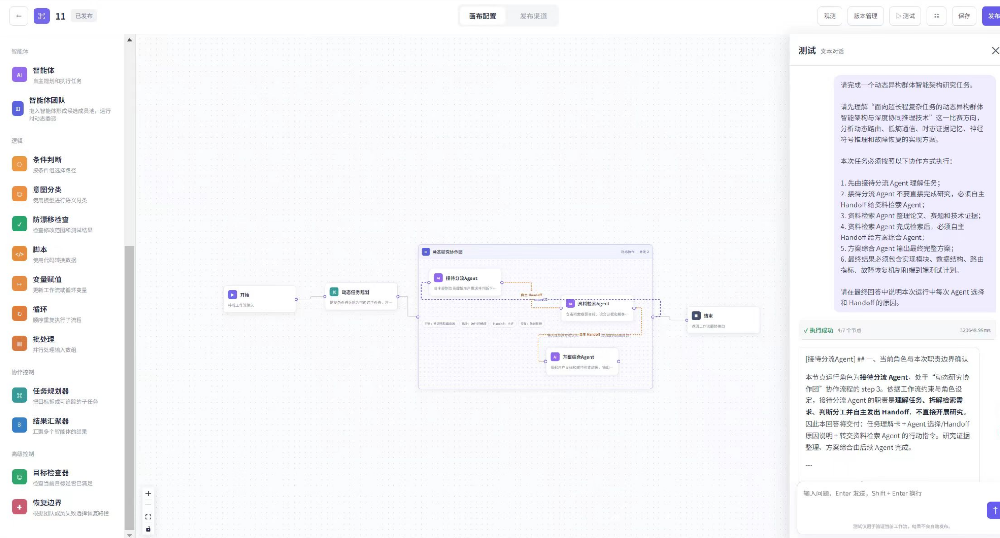 ←
⌘
11
已发布
画布配置
发布渠道
观测
版本管理
▷ 测试
保存
发布
智能体
AI
智能体
自主规划和执行任务
智能体团队
拖入智能体形成候选成员池，运行
时动态委派
逻辑
条件判断
按条件组选择路径
意图分类
使用模型进行语义分类
防漂移检查
检查修改范围和测试结果
</>
脚本
使用代码转换数据
变量赋值
更新工作流或循环变量
循环
顺序重复执行子流程
批处理
并行处理输入数组
协作控制
任务规划器
把目标拆成可追踪的子任务
结果汇聚器
汇聚多个智能体的结果
高级控制
目标检查器
检查当前目标是否已满足
恢复边界
根据团队成员失败选择恢复路径
开始
接收工作流输入
动态任务规划
把复杂任务拆解为可追踪子任务，并…
动态研究协作团
动态协作 · 并发 2
AI
接待分流Agent
自主规划负责理解用户需求并判断下…
自主 Handoff
AI
资料检索Agent
负责检索赛题资料、论文证据和相关…
主管：资源感知路由器
拓扑：运行时编排
Handoff：允许
恢复：备用接管
自主 Handoff
AI
方案综合Agent
根据用户目标和资料检索结果，输出…
结束
返回工作流最终输出
测试 文本对话
请完成一个动态异构群体智能架构研究任务。
请先理解“面向超长程复杂任务的动态异构群体
智能架构与深度协同推理技术”这一比赛方向，
分析动态路由、低熵通信、时态证据记忆、神经
符号推理和故障恢复的实现方案。
本次任务必须按照以下协作方式执行：
1. 先由接待分流 Agent 理解任务；
2. 接待分流 Agent 不要直接完成研究，必须自主
Handoff 给资料检索 Agent；
3. 资料检索 Agent 整理论文、赛题和技术证据；
4. 资料检索 Agent 完成检索后，必须自主
Handoff 给方案综合 Agent；
5. 方案综合 Agent 输出最终完整方案；
6. 最终结果必须包含实现模块、数据结构、路由
指标、故障恢复机制和端到端测试计划。
请在最终回答中说明本次运行中每次 Agent 选择
和 Handoff 的原因。
✓ 执行成功 4/7 个节点 320648.99ms
[接待分流Agent] ## 一、当前角色与本次职责边界确认
本节点运行角色为接待分流 Agent，处于“动态研究协
作团”协作流程的 step 3。依据工作流约束与角色设
定，接待分流 Agent 的职责是理解任务、拆解检索需
求、判断分工并自主发出 Handoff，不直接开展研究。
因此本回答将交付：任务理解卡 + Agent 选择/Handoff
原因说明 + 转交资料检索 Agent 的行动指令。研究证据
整理、方案综合由后续 Agent 完成。
---
输入问题，Enter 发送，Shift + Enter 换行
测试仅用于验证当前工作流，结果不会自动发布。